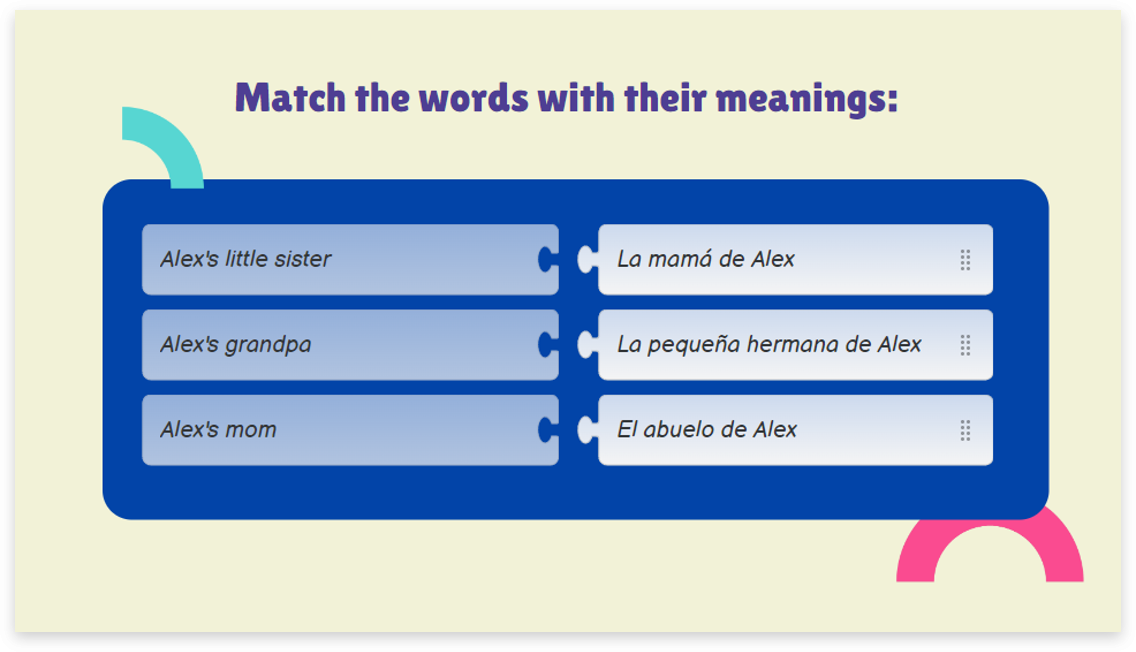 Match the words with their meanings:
Alex's little sister
La mamá de Alex
Alex's grandpa
La pequeña hermana de Alex
Alex's mom
El abuelo de Alex